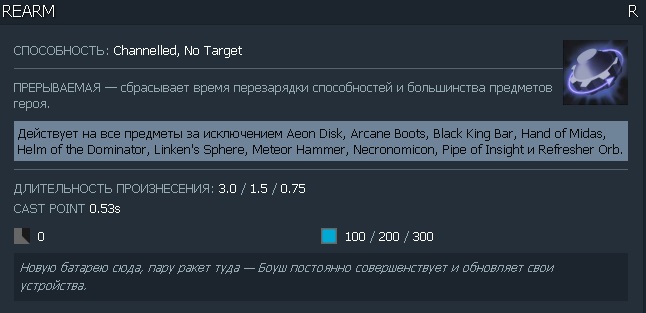 REARM R
СПОСОБНОСТЬ: Channelled, No Target
ПРЕРЫВАЕМАЯ — сбрасывает время перезарядки способностей и большинства предметов
героя.
Действует на все предметы за исключением Aeon Disk, Arcane Boots, Black King Bar, Hand of Midas,
Helm of the Dominator, Linken's Sphere, Meteor Hammer, Necronomicon, Pipe of Insight и Refresher Orb.
ДЛИТЕЛЬНОСТЬ ПРОИЗНЕСЕНИЯ: 3.0 / 1.5 / 0.75
CAST POINT 0.53s
0 100 / 200 / 300
Новую батарею сюда, пару ракет туда — Боуш постоянно совершенствует и обновляет свои
устройства.